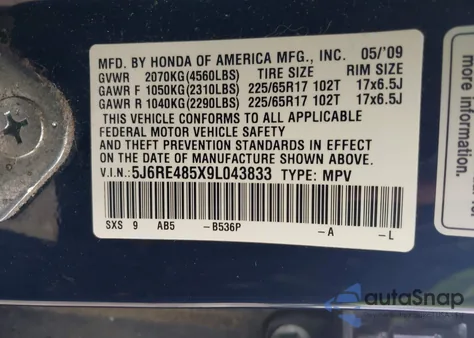 MFD. BY HONDA OF AMERICA MFG., INC. 05/'09
GVWR 2070KG(4560LBS) TIRE SIZE RIM SIZE
GAWR F 1050KG(2310LBS) 225/65R17 102T 17x6.5J
GAWR R 1040KG(2290LBS) 225/65R17 102T 17x6.5J
THIS VEHICLE CONFORMS TO ALL APPLICABLE
FEDERAL MOTOR VEHICLE SAFETY
AND THEFT PREVENTION STANDARDS IN EFFECT
ON THE DATE OF MANUFACTURE SHOWN ABOVE.
V.I.N.:5J6RE485X9L043833 TYPE: MPV
SXS 9 AB5 -B536P -A -L
autoSnap